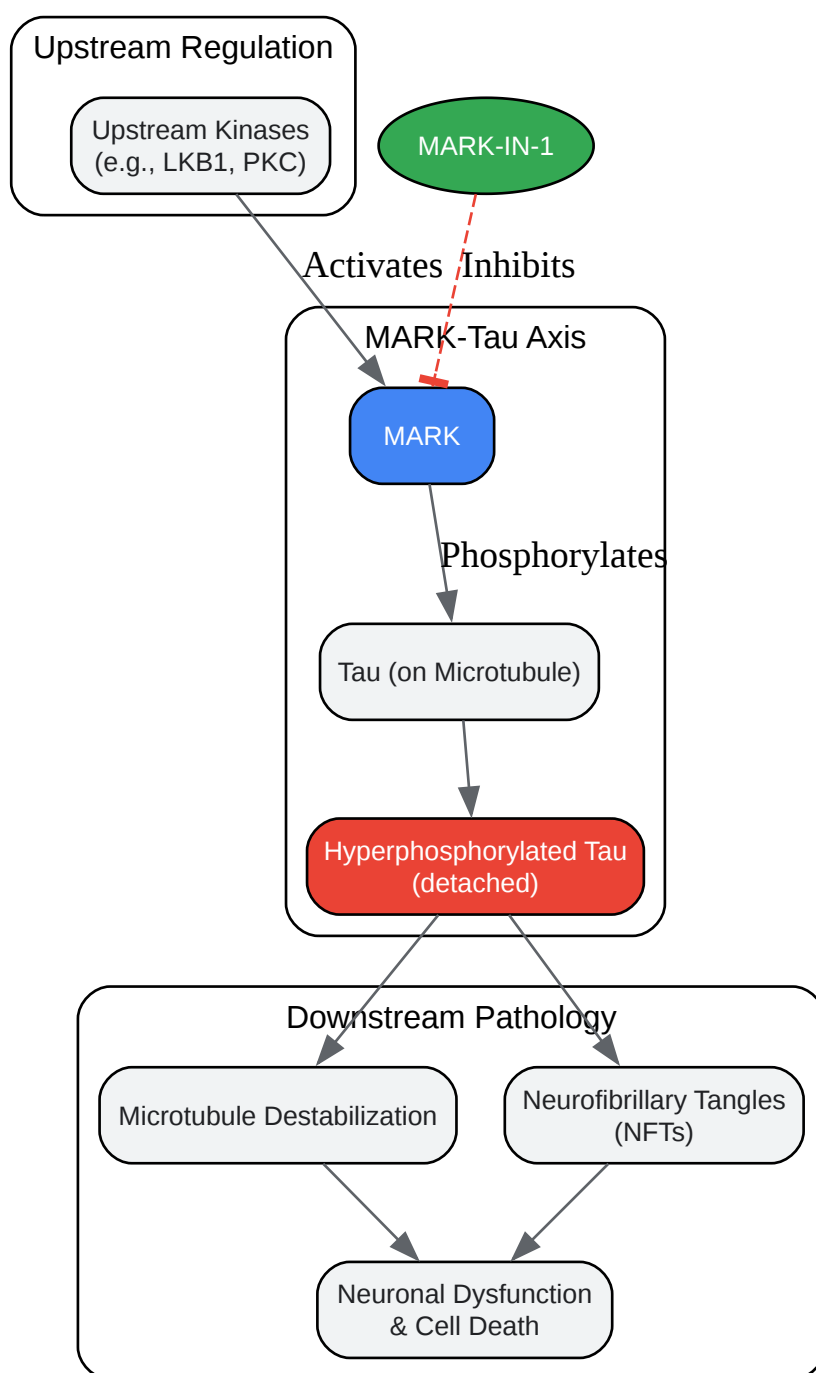 Upstream Regulation
Upstream Kinases
(e.g., LKB1, PKC)
MARK-IN-1
Activates
Inhibits
MARK-Tau Axis
MARK
Phosphorylates
Tau (on Microtubule)
Hyperphosphorylated Tau
(detached)
Downstream Pathology
Microtubule Destabilization
Neurofibrillary Tangles
(NFTs)
Neuronal Dysfunction
& Cell Death